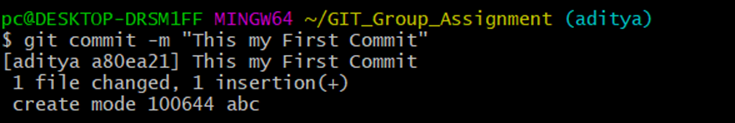 pc@DESKTOP-DRSM1FF MINGW64 ~/GIT_Group_Assignment (aditya)
$ git commit -m "This my First Commit"
[aditya a80ea21] This my First Commit
 1 file changed, 1 insertion(+)
 create mode 100644 abc